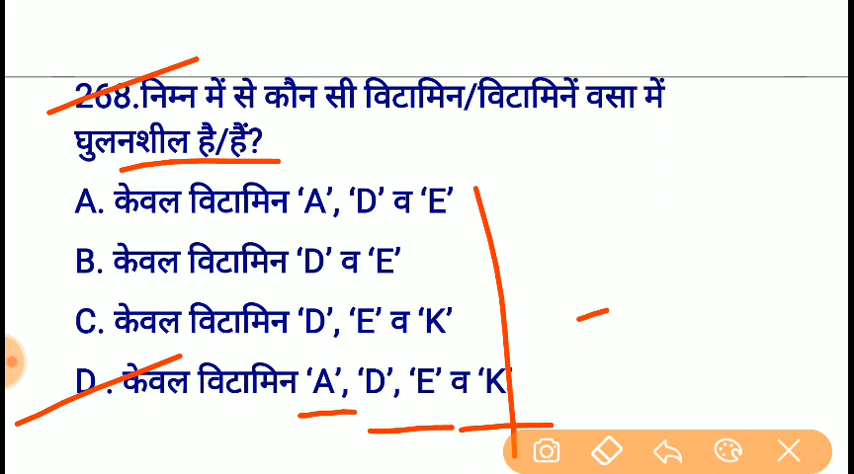 268.निम्न में से कौन सी विटामिन/विटामिनें वसा में
घुलनशील है/हैं?
A. केवल विटामिन ‘A’, ‘D’ व ‘E’
B. केवल विटामिन ‘D’ व ‘E’
C. केवल विटामिन ‘D’, ‘E’ व ‘K’
D . केवल विटामिन ‘A’, ‘D’, ‘E’ व ‘K’